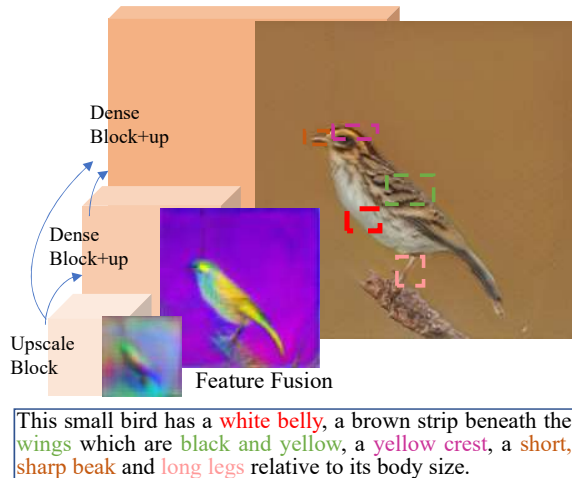 Dense
Block+up
Dense
Block+up
Upscale
Block
Feature Fusion
This small bird has a white belly, a brown strip beneath the
wings which are black and yellow, a yellow crest, a short,
sharp beak and long legs relative to its body size.